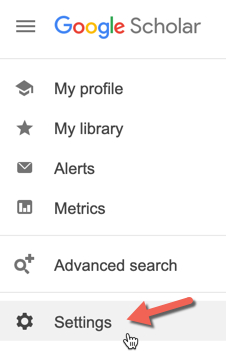 Google Scholar
My profile
My library
Alerts
Metrics
Advanced search
Settings